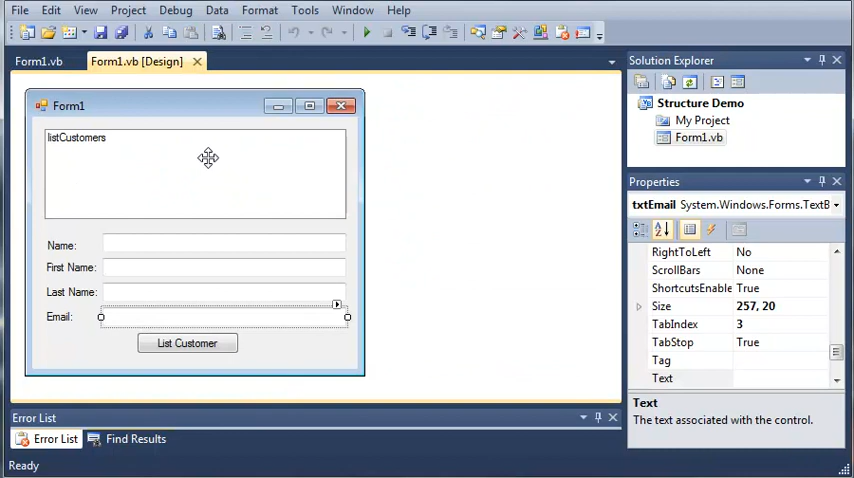 File Edit View Project Debug Data Format Tools Window Help
Form1.vb Form1.vb [Design]
Form1
listCustomers
Name:
First Name:
Last Name:
Email:
List Customer
Error List
Error List Find Results
Ready
Solution Explorer
Structure Demo
My Project
Form1.vb
Properties
txtEmail System.Windows.Forms.TextB
RightToLeft No
ScrollBars None
ShortcutsEnable True
Size 257, 20
TabIndex 3
TabStop True
Tag
Text
Text
The text associated with the control.